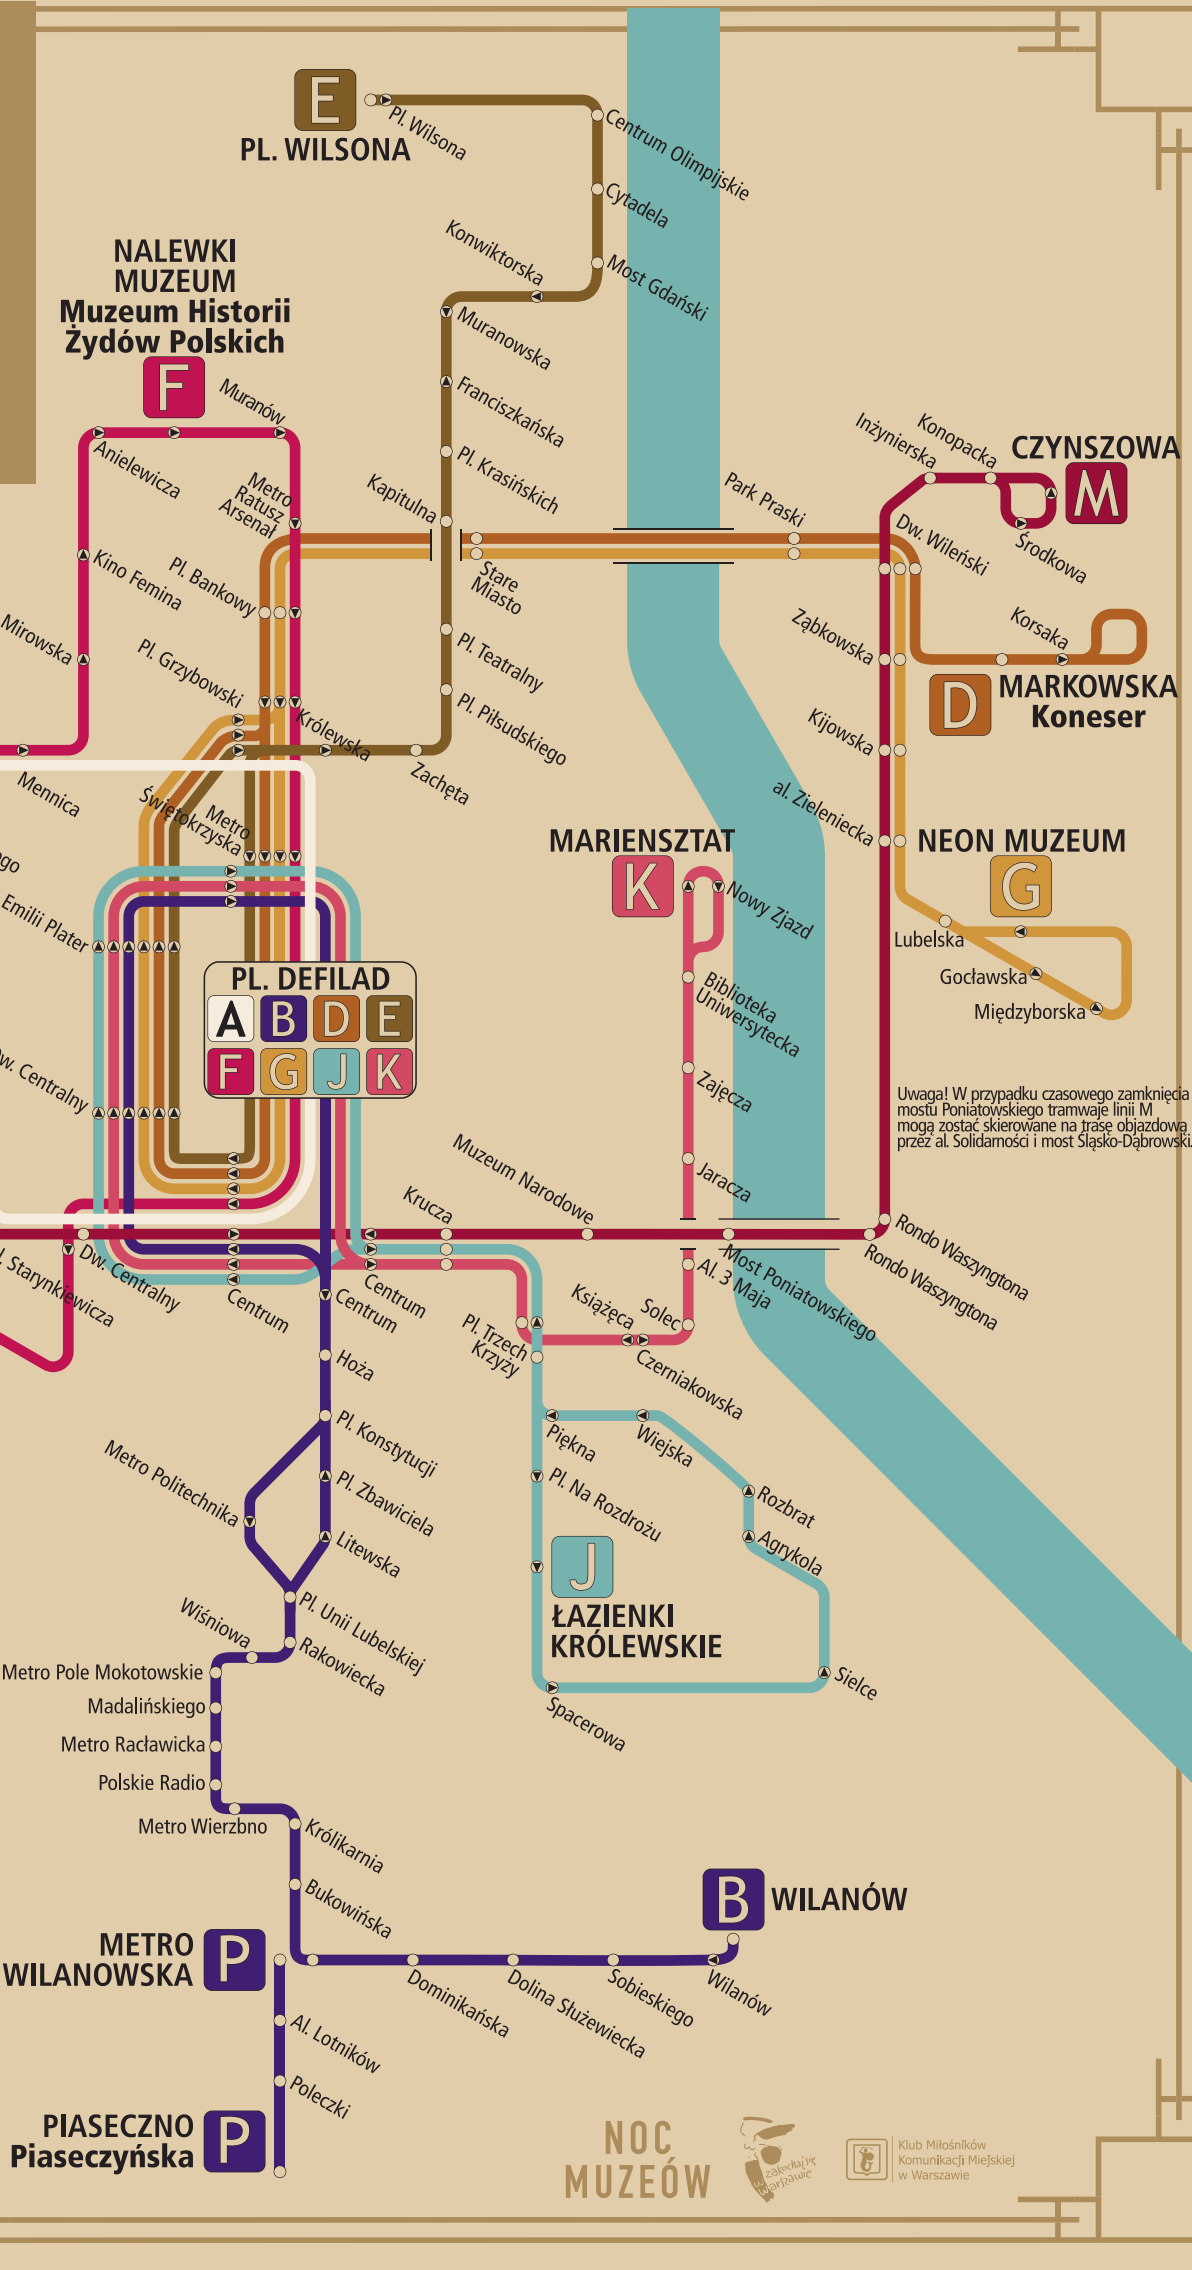 E
PL. WILSONA
Pl. Wilsona
Centrum Olimpijskie
Cytadela
Most Gdański
Konwiktorska
Muranowska
Franciszkańska
Pl. Krasińskich
Kapitulna
NALEWKI
MUZEUM
Muzeum Historii
Żydów Polskich
F
Muranów
Anielewicza
Metro
Ratusz
Arsenał
Kino Femina
Pl. Bankowy
Mirowska
Pl. Grzybowski
Królewska
Mennica
Zachęta
Stare
Miasto
Pl. Teatralny
Pl. Piłsudskiego
Park Praski
Inżynierska
Konopacka
CZYNSZOWA
M
Środkowa
Dw. Wileński
Ząbkowska
Korsaka
D
MARKOWSKA
Koneser
Kijowska
al. Zieleniecka
NEON MUZEUM
G
Lubelska
Gocławska
Międzyborska
Metro
Świętokrzyska
ego
Emilii Plater
MARIENSZTAT
K
Nowy Zjazd
Biblioteka
Uniwersytecka
Zajęcza
Jaracza
PL. DEFILAD
A B D E
F G J K
Dw. Centralny
Uwaga! W przypadku czasowego zamknięcia
mostu Poniatowskiego tramwaje linii M
mogą zostać skierowane na trasę objazdową
przez al. Solidarności i most Śląsko-Dąbrowski.
Muzeum Narodowe
Krucza
Rondo Waszyngtona
Rondo Waszyngtona
Most Poniatowskiego
Al. 3 Maja
l. Starynkiewicza
Dw. Centralny
Centrum
Centrum
Centrum
Książęca
Solec
Czerniakowska
Pl. Trzech
Krzyży
Hoża
Pl. Konstytucji
Metro Politechnika
Pl. Zbawiciela
Litewska
Piękna
Wiejska
Pl. Na Rozdrożu
Rozbrat
Agrykola
J
ŁAZIENKI
KRÓLEWSKIE
Sielce
Spacerowa
Wiśniowa
Pl. Unii Lubelskiej
Rakowiecka
Metro Pole Mokotowskie
Madalińskiego
Metro Racławicka
Polskie Radio
Metro Wierzbno
Królikarnia
Bukowińska
B
WILANÓW
METRO
WILANOWSKA
P
Dominikańska
Dolina Służewiecka
Sobieskiego
Wilanów
Al. Lotników
Poleczki
PIASECZNO
Piaseczyńska
P
NOC
MUZEÓW
zakochaj się
w Warszawie
Klub Miłośników
Komunikacji Miejskiej
w Warszawie